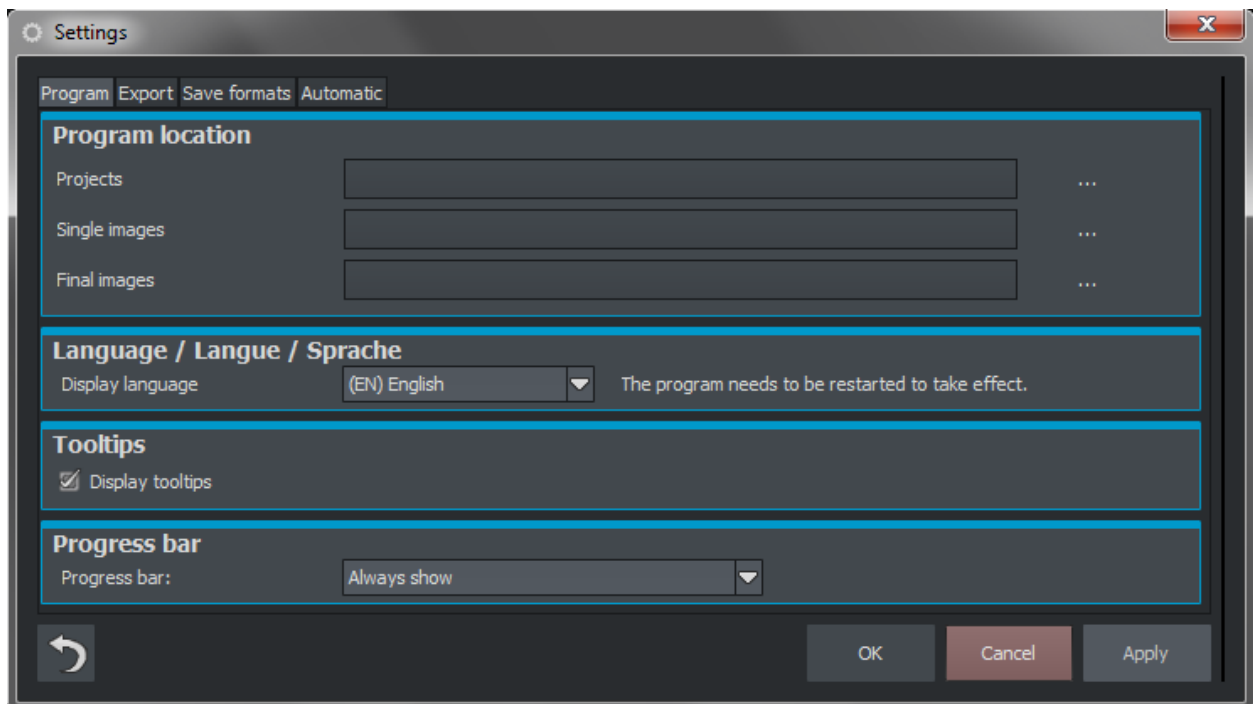 Settings
Program Export Save formats Automatic
Program location
Projects ...
Single images ...
Final images ...
Language / Langue / Sprache
Display language (EN) English The program needs to be restarted to take effect.
Tooltips
Display tooltips
Progress bar
Progress bar: Always show
OK Cancel Apply